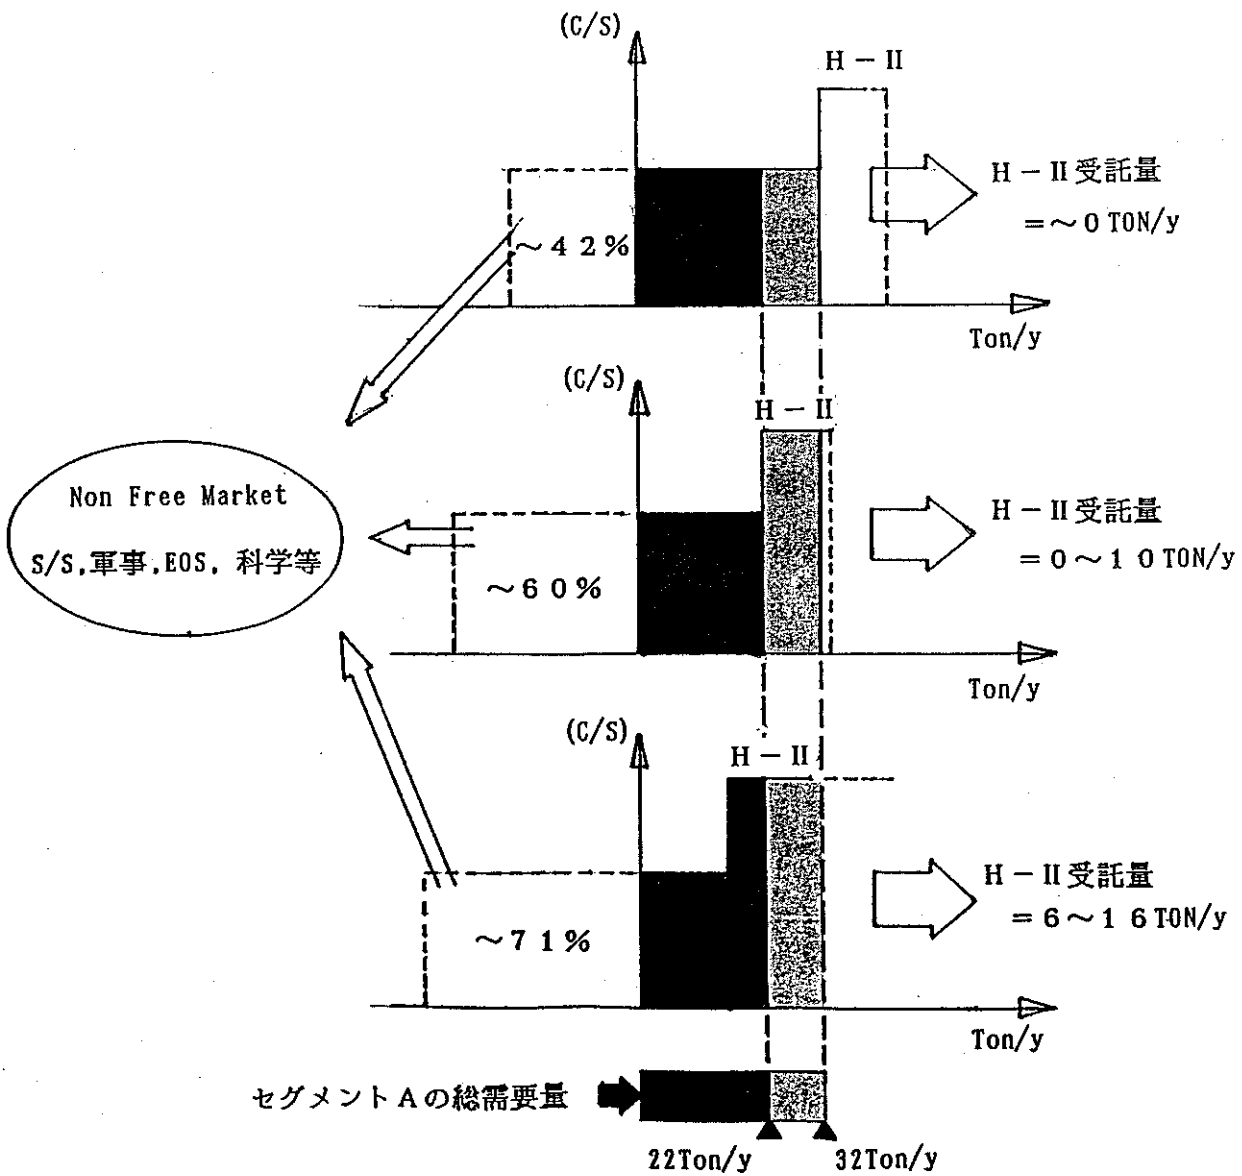 (C/S)
H－II
H－II受託量
＝～0 TON/y
～42%
Ton/y
(C/S)
H－II
Non Free Market
S/S,軍事,EOS, 科学等
H－II受託量
＝0～10TON/y
～60%
Ton/y
(C/S)
H－II
H－II受託量
＝6～16TON/y
～71%
Ton/y
セグメントAの総需要量
22Ton/y
32Ton/y